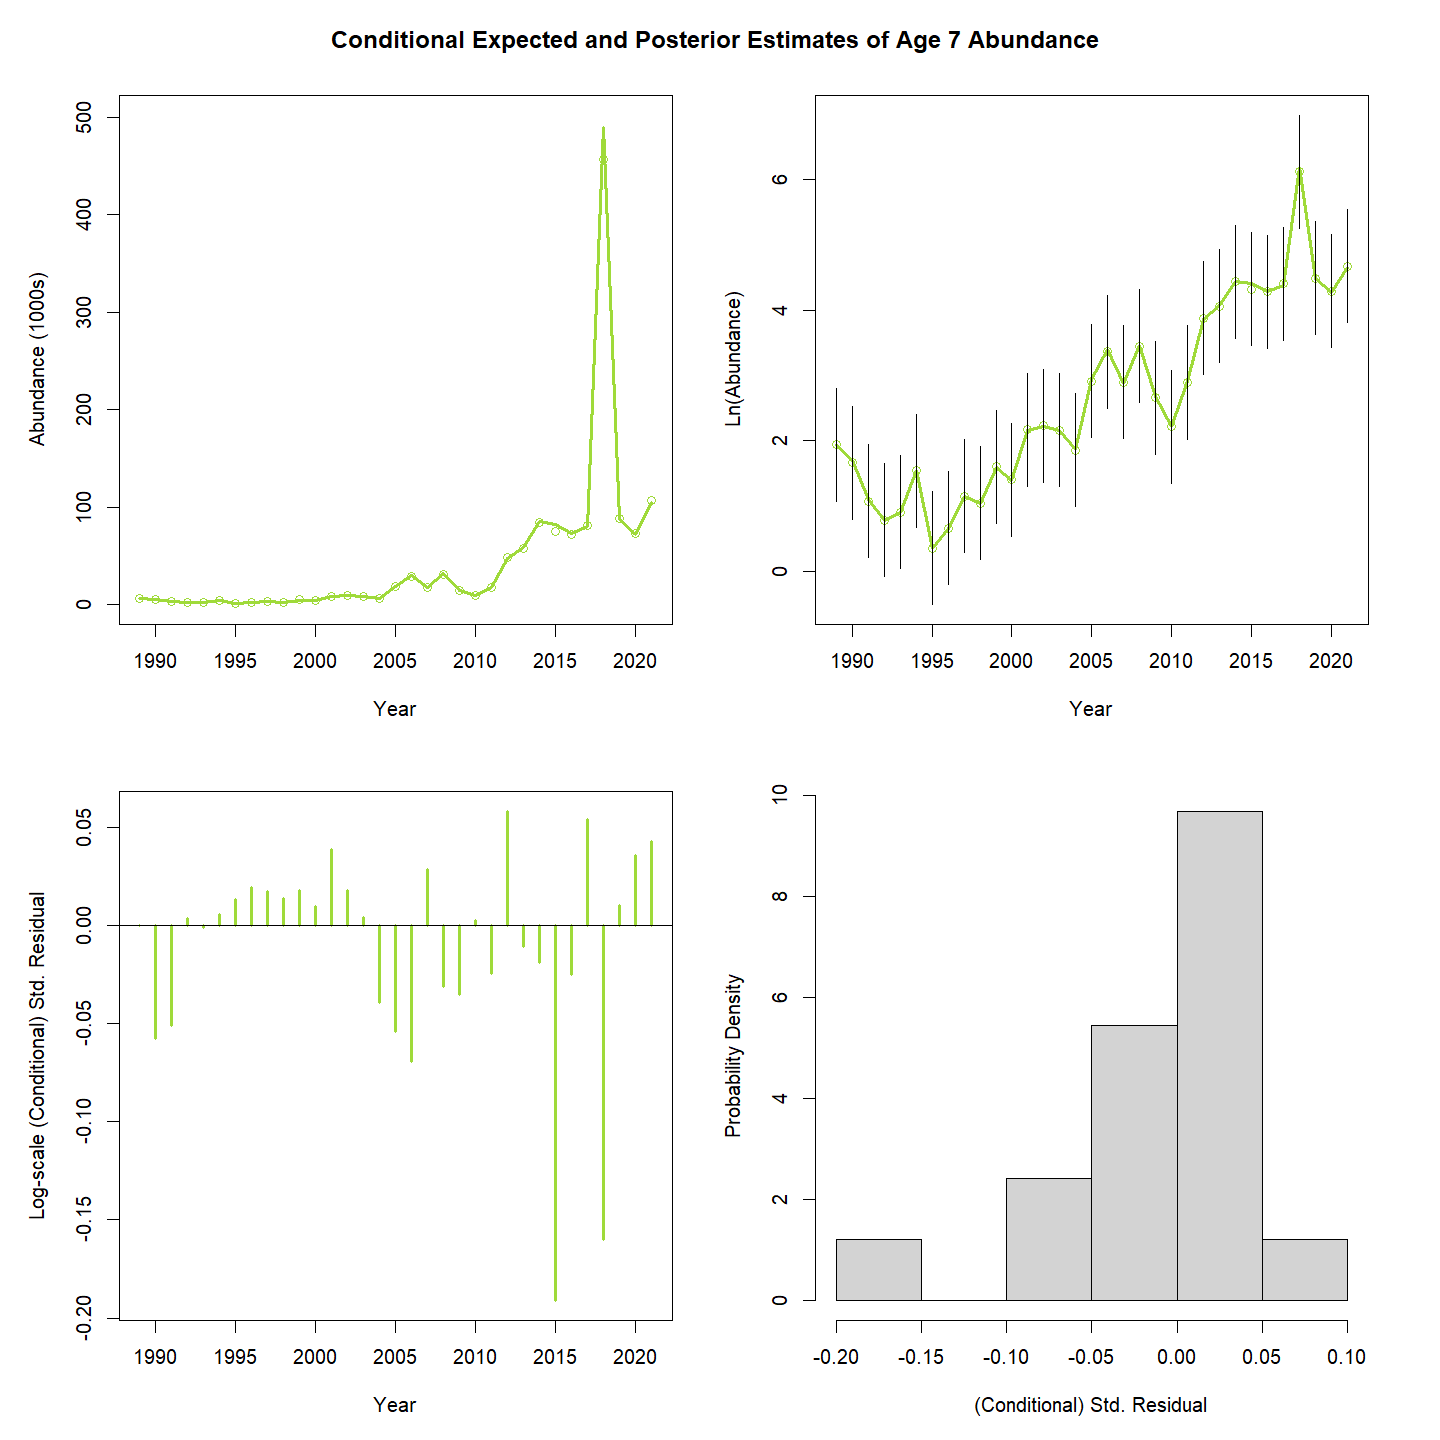 Conditional Expected and Posterior Estimates of Age 7 Abundance
Abundance (1000s)
0 100 200 300 400 500
1990 1995 2000 2005 2010 2015 2020
Year
Ln(Abundance)
0 2 4 6
1990 1995 2000 2005 2010 2015 2020
Year
Log-scale (Conditional) Std. Residual
-0.20 -0.15 -0.10 -0.05 0.00 0.05
1990 1995 2000 2005 2010 2015 2020
Year
Probability Density
0 2 4 6 8 10
-0.20 -0.15 -0.10 -0.05 0.00 0.05 0.10
(Conditional) Std. Residual